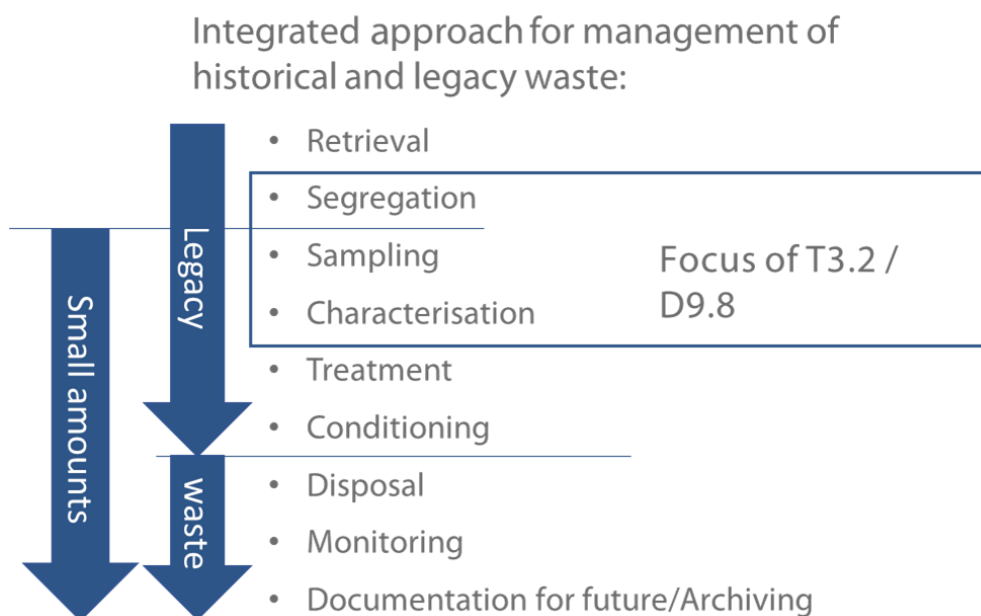 Integrated approach for management of
historical and legacy waste:
• Retrieval
• Segregation
• Sampling
• Characterisation
• Treatment
• Conditioning
• Disposal
• Monitoring
• Documentation for future/Archiving
Focus of T3.2 /
D9.8
Small amounts
Legacy
waste